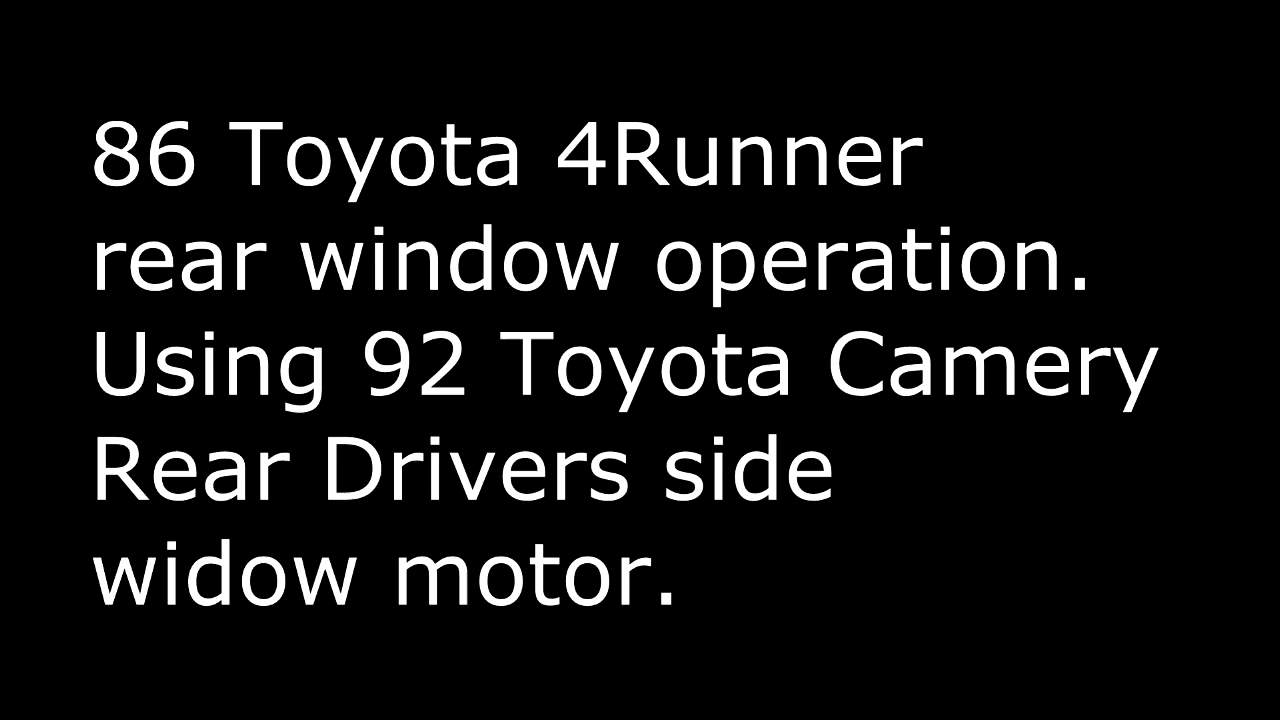 86 Toyota 4Runner
rear window operation.
Using 92 Toyota Camery
Rear Drivers side
widow motor.